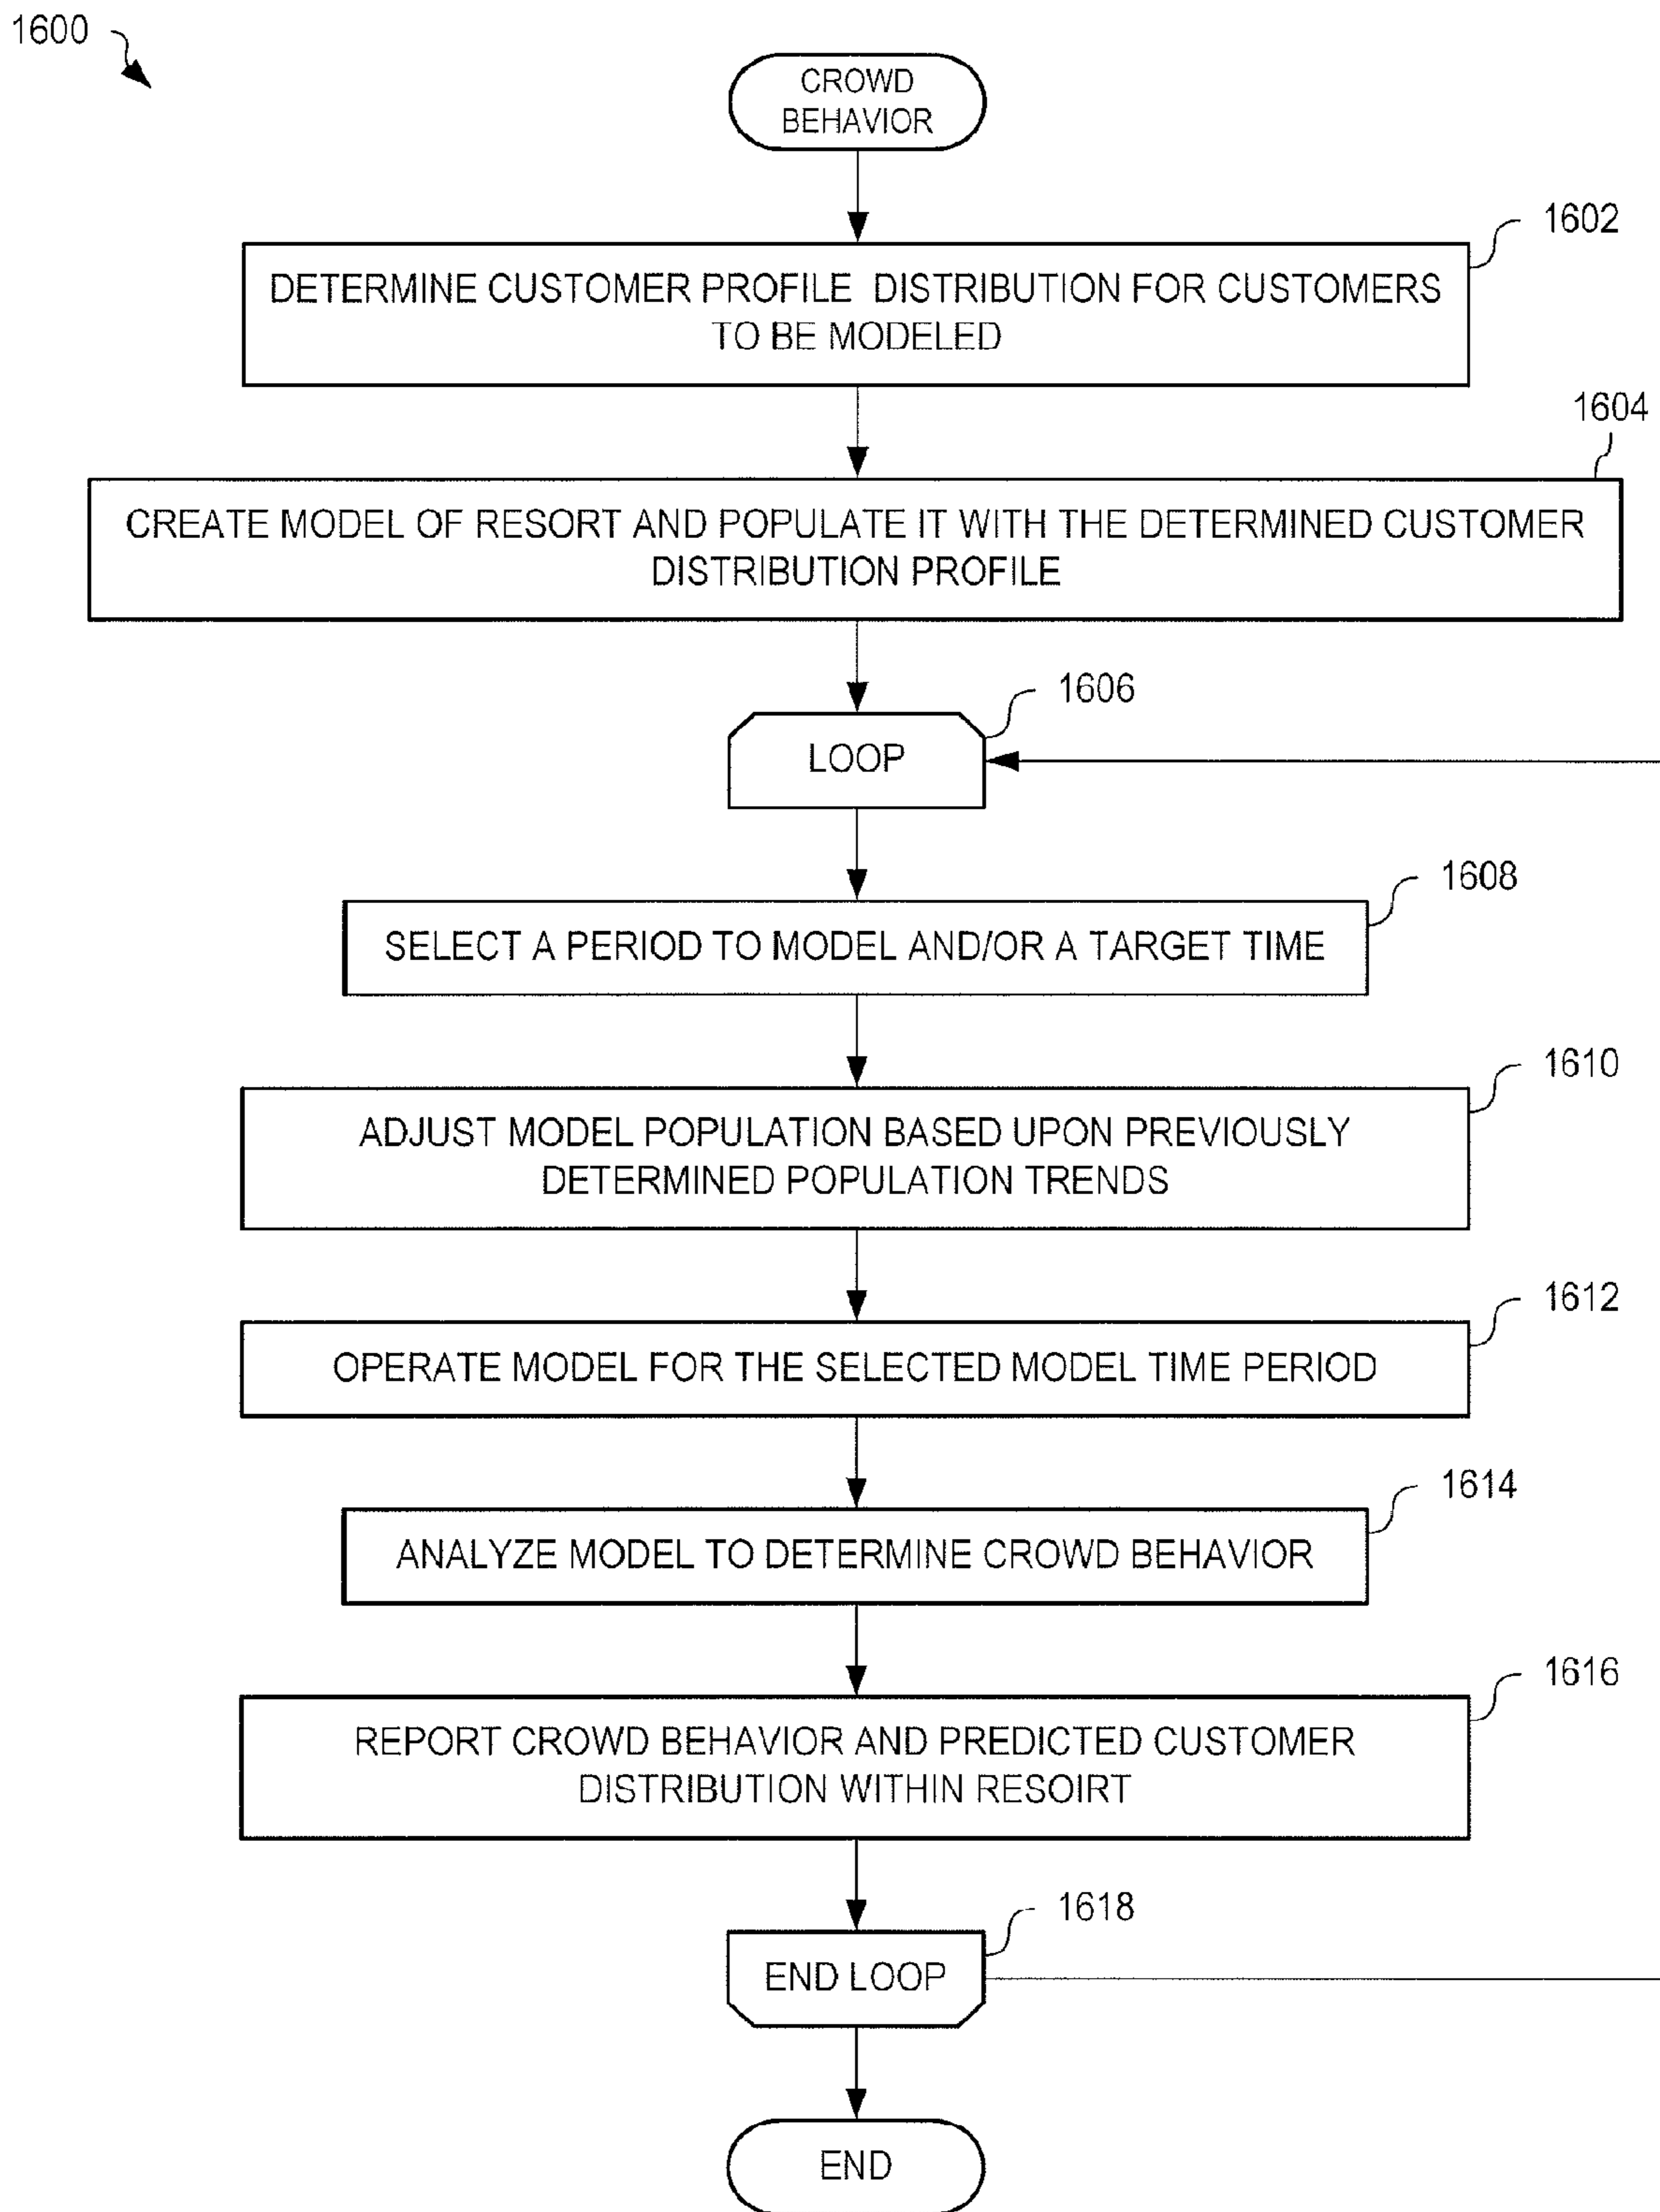 1600
CROWD
BEHAVIOR
1602
DETERMINE CUSTOMER PROFILE DISTRIBUTION FOR CUSTOMERS
TO BE MODELED
1604
CREATE MODEL OF RESORT AND POPULATE IT WITH THE DETERMINED CUSTOMER
DISTRIBUTION PROFILE
1606
LOOP
1608
SELECT A PERIOD TO MODEL AND/OR A TARGET TIME
1610
ADJUST MODEL POPULATION BASED UPON PREVIOUSLY
DETERMINED POPULATION TRENDS
1612
OPERATE MODEL FOR THE SELECTED MODEL TIME PERIOD
1614
ANALYZE MODEL TO DETERMINE CROWD BEHAVIOR
1616
REPORT CROWD BEHAVIOR AND PREDICTED CUSTOMER
DISTRIBUTION WITHIN RESOIRT
1618
END LOOP
END